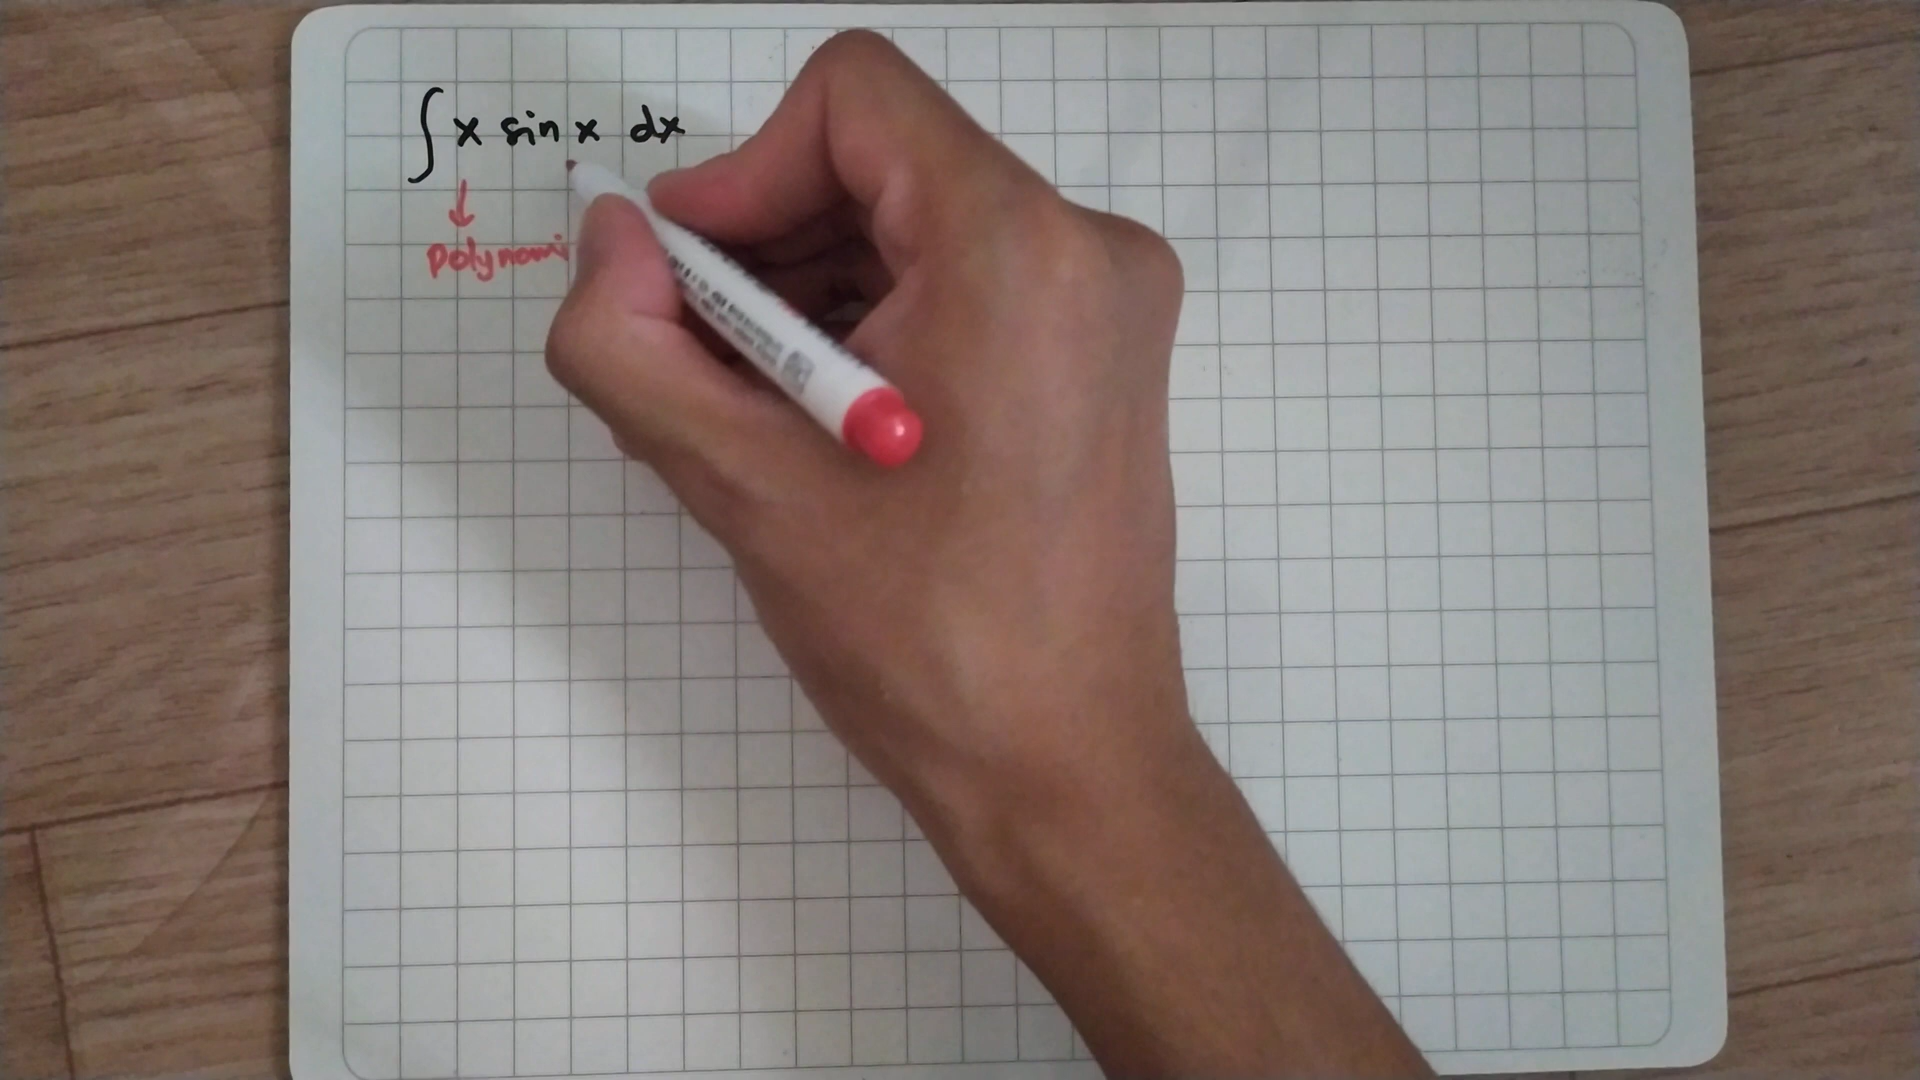 ∫ x sin x dx
↓
Polynomi